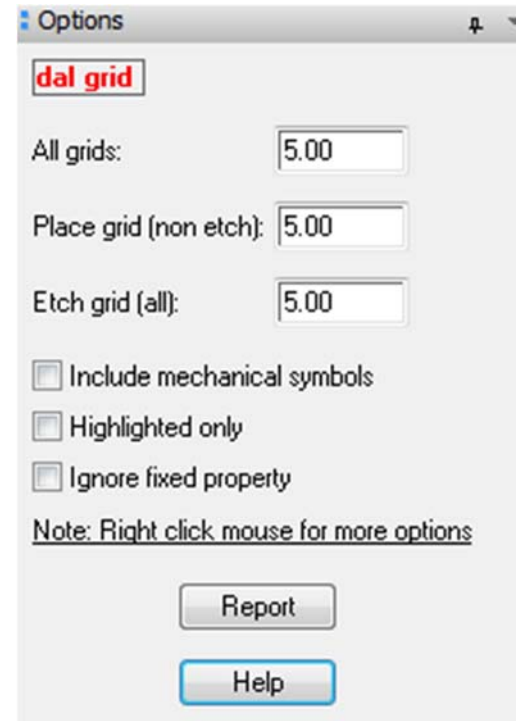 Options
dal grid
All grids: 5.00
Place grid (non etch): 5.00
Etch grid (all): 5.00
Include mechanical symbols
Highlighted only
Ignore fixed property
Note: Right click mouse for more options
Report
Help